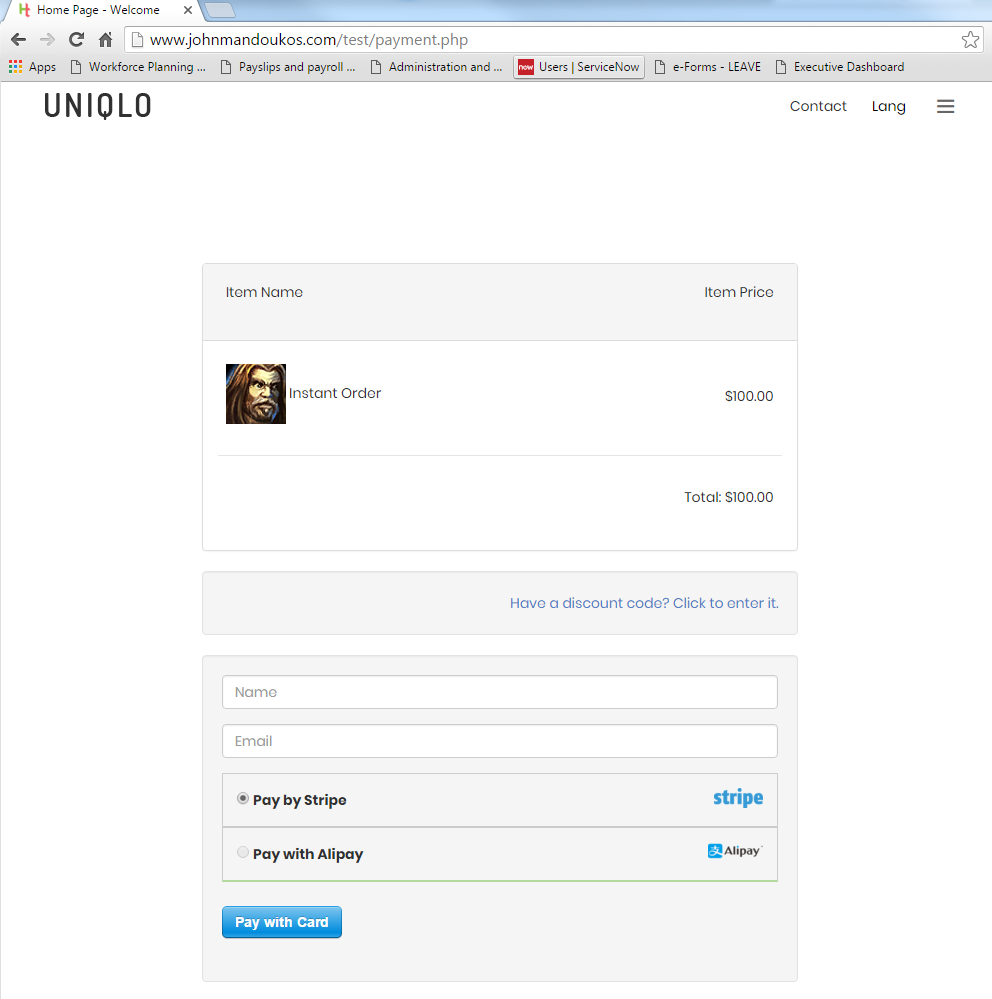 Home Page - Welcome
www.johnmandoukos.com/test/payment.php
Apps Workforce Planning ... Payslips and payroll ... Administration and ... now Users | ServiceNow e-Forms - LEAVE Executive Dashboard
UNIQLO Contact Lang
Item Name Item Price
Instant Order $100.00
Total: $100.00
Have a discount code? Click to enter it.
Name
Email
Pay by Stripe stripe
Pay with Alipay 支 Alipay
Pay with Card